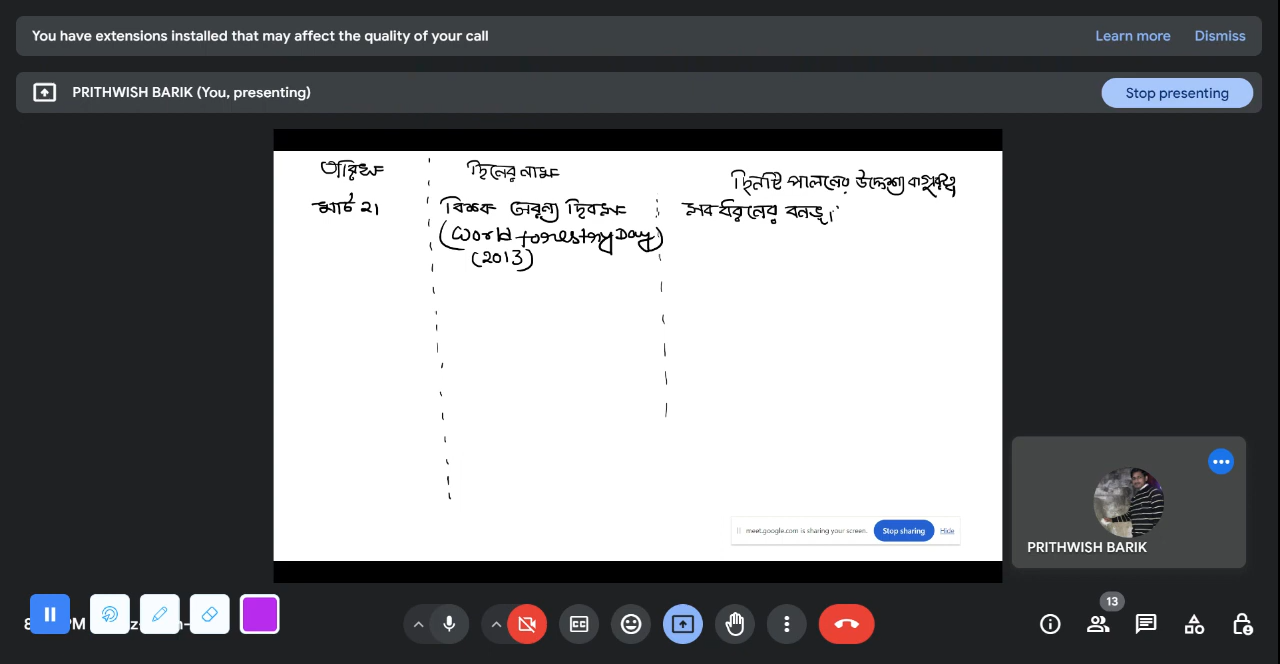 You have extensions installed that may affect the quality of your call
Learn more
Dismiss
PRITHWISH BARIK (You, presenting)
Stop presenting
তারিখ
দিনের নাম
দিনটি পালনের উদ্দেশ্য বা গুরুত্ব
মার্চ 21
বিশ্ব অরণ্য দিবস
সব ধরনের বনভূ
(World forestry Day)
(2013)
meet.google.com is sharing your screen.
Stop sharing
Hide
PRITHWISH BARIK
13